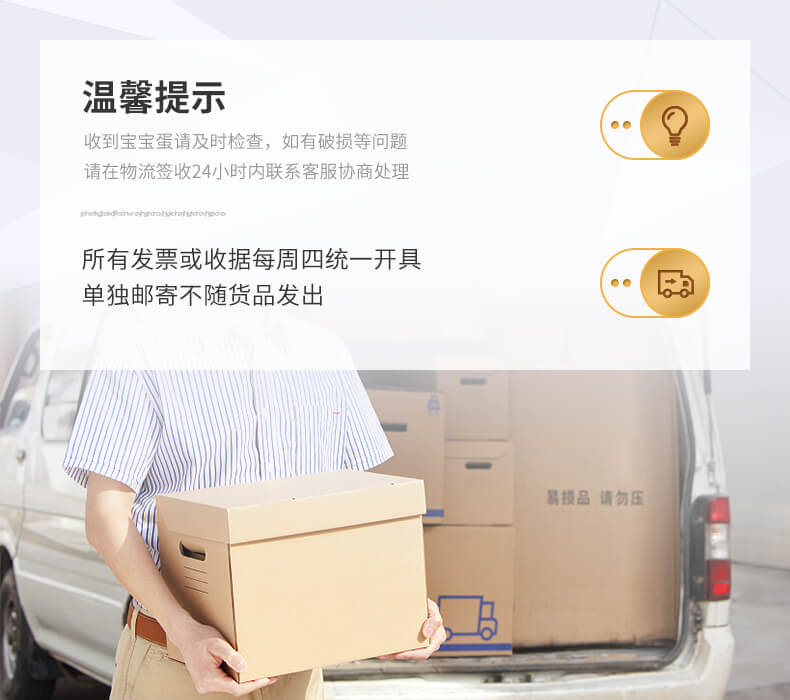 温馨提示
收到宝宝蛋请及时检查，如有破损等问题
请在物流签收24小时内联系客服协商处理
所有发票或收据每周四统一开具
单独邮寄不随货品发出
易损品 请勿压